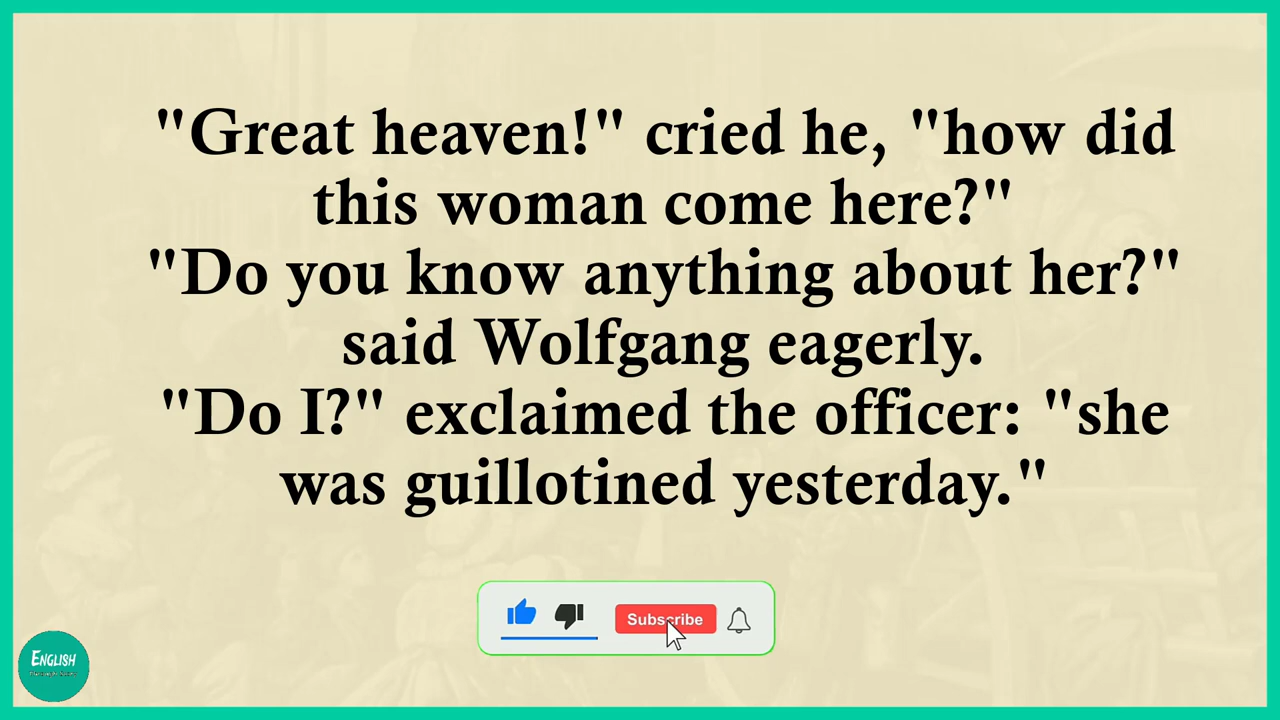 "Great heaven!" cried he, "how did
this woman come here?"
"Do you know anything about her?"
said Wolfgang eagerly.
"Do I?" exclaimed the officer: "she
was guillotined yesterday."
Subscribe
ENGLISH